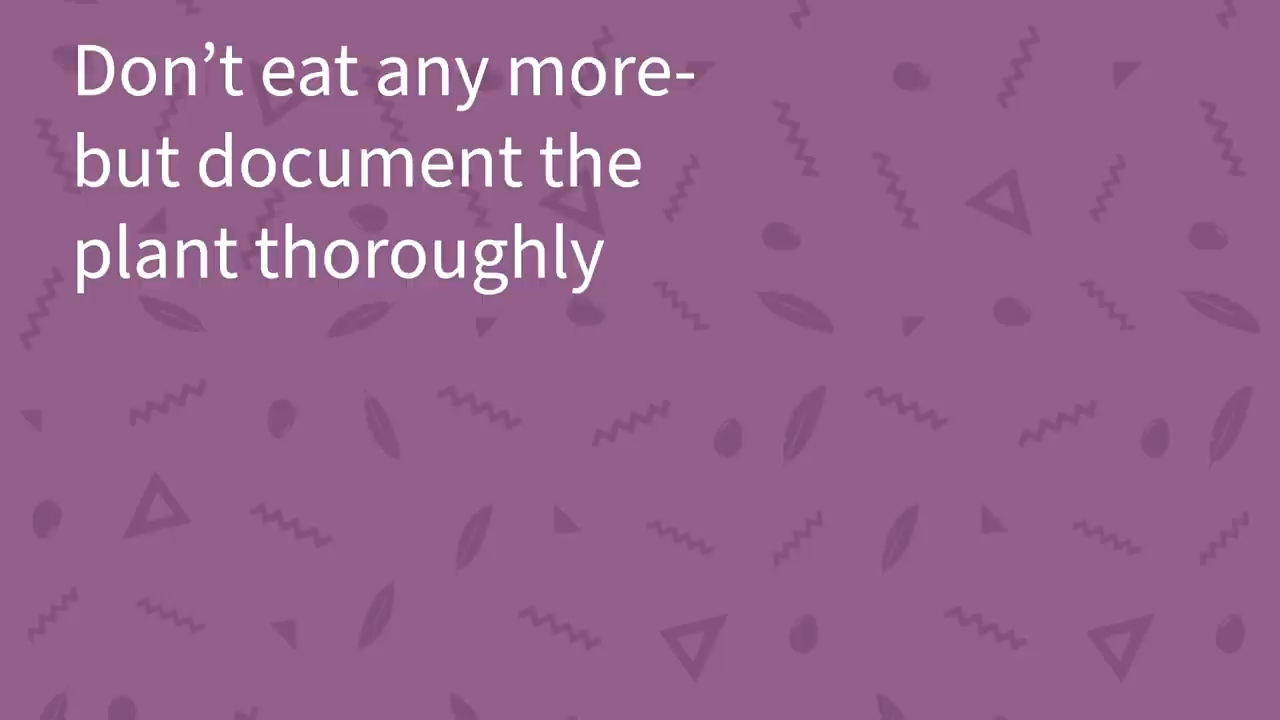 Don’t eat any more-
but document the
plant thoroughly